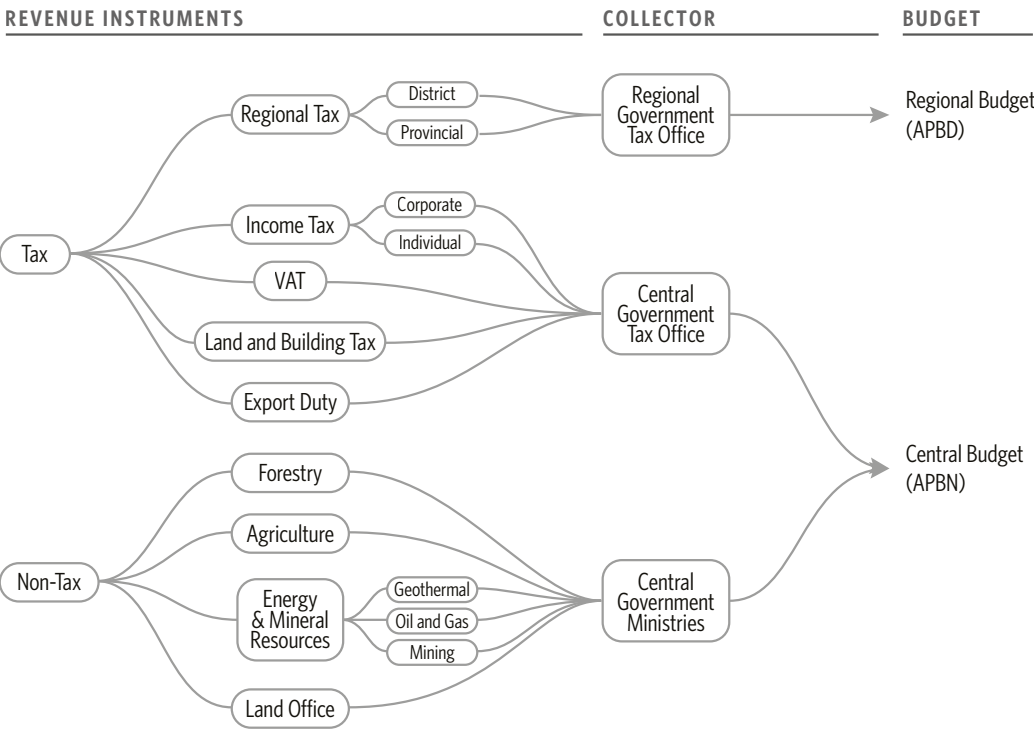 REVENUE INSTRUMENTS
COLLECTOR
BUDGET
Tax
Regional Tax
District
Provincial
Income Tax
Corporate
Individual
VAT
Land and Building Tax
Export Duty
Regional
Government
Tax Office
Central
Government
Tax Office
Regional Budget
(APBD)
Non-Tax
Forestry
Agriculture
Energy
& Mineral
Resources
Geothermal
Oil and Gas
Mining
Land Office
Central
Government
Ministries
Central Budget
(APBN)